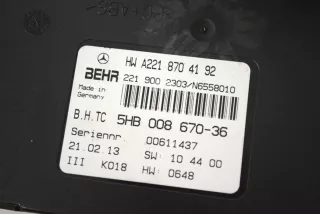 HW A221 870 41 92
BEHR 221 900 2303/N6558010
Made in
Germany
B.H.TC 5HB 008 670-36
Seriennr. 00611437
21.02.13 SW: 10 44 00
III K018 HW: 0648